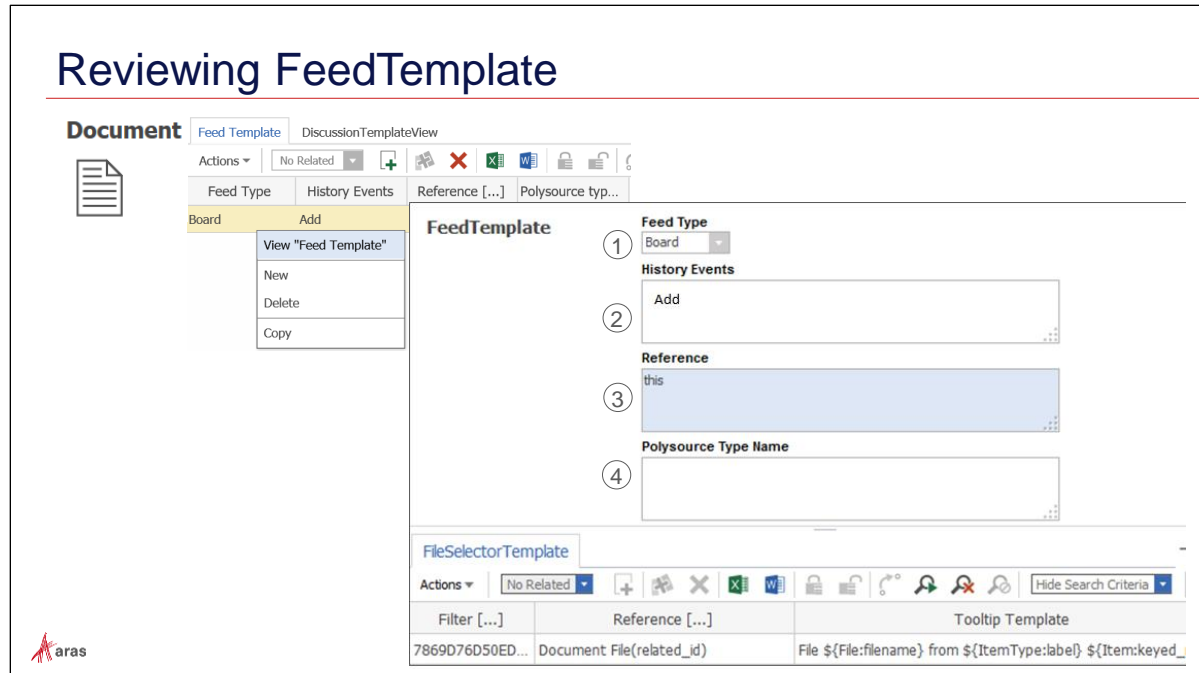 Reviewing FeedTemplate
Document
Feed Template DiscussionTemplateView
Actions No Related
Feed Type History Events Reference [...] Polysource typ...
Board Add
View "Feed Template"
New
Delete
Copy
FeedTemplate
Feed Type
1 Board
History Events
Add
2
Reference
this
3
Polysource Type Name
4
FileSelectorTemplate
Actions No Related Hide Search Criteria
Filter [...] Reference [...] Tooltip Template
7869D76D50ED... Document File(related_id) File ${File:filename} from ${ItemType:label} ${Item:keyed_
aras